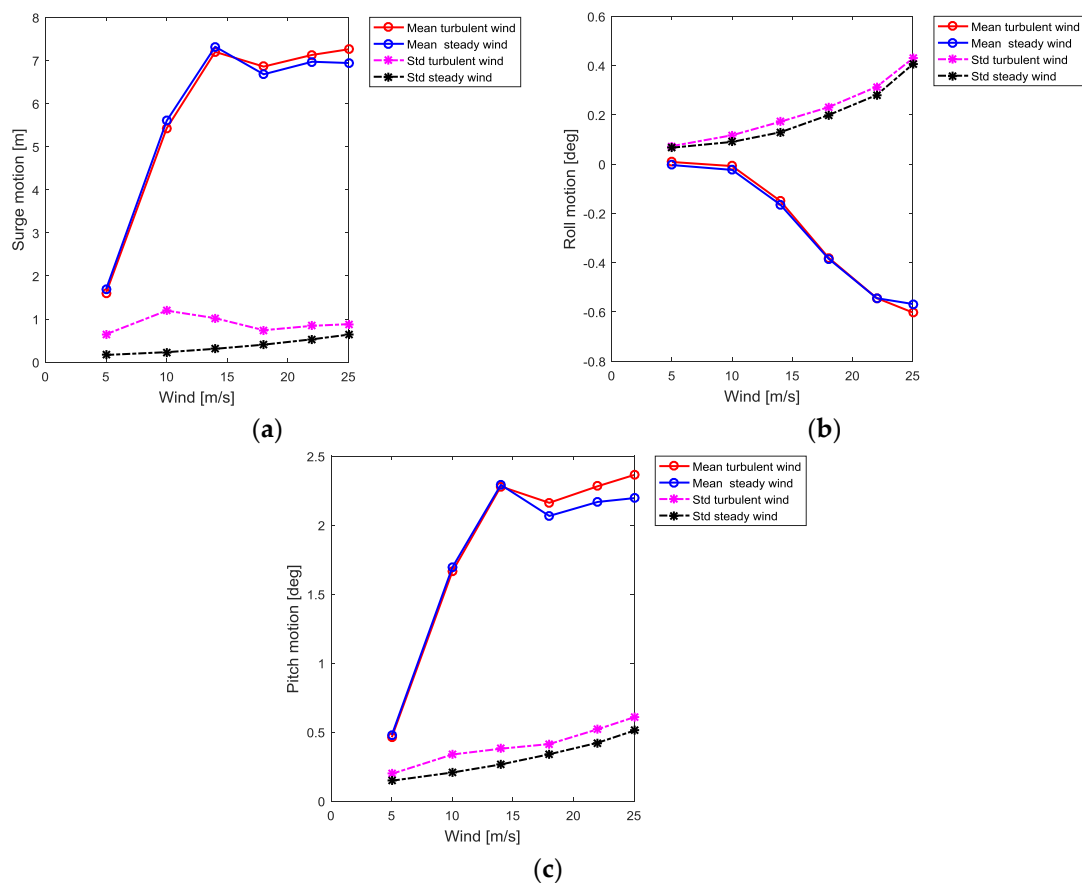 8
7
6
5
4
3
2
1
0
Surge motion [m]
0 5 10 15 20 25
Wind [m/s]
Mean turbulent wind
Mean steady wind
Std turbulent wind
Std steady wind
(a)
0.6
0.4
0.2
0
-0.2
-0.4
-0.6
-0.8
Roll motion [deg]
0 5 10 15 20 25
Wind [m/s]
Mean turbulent wind
Mean steady wind
Std turbulent wind
Std steady wind
(b)
2.5
2
1.5
1
0.5
0
Pitch motion [deg]
0 5 10 15 20 25
Wind [m/s]
Mean turbulent wind
Mean steady wind
Std turbulent wind
Std steady wind
(c)